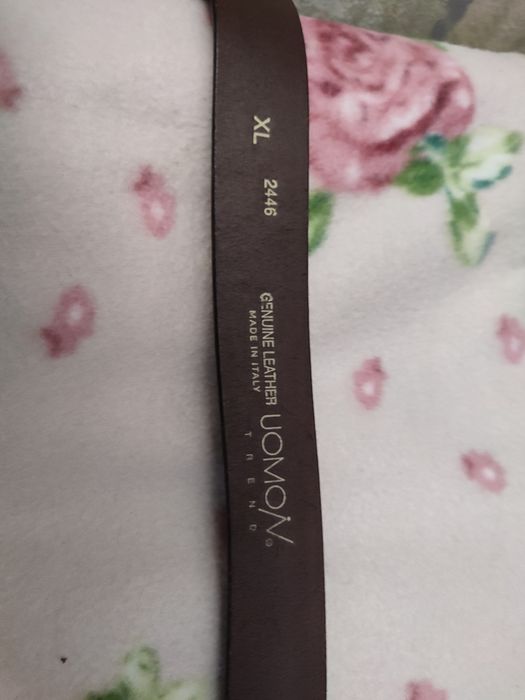 XL 2446
GENUINE LEATHER
MADE IN ITALY
UOMO
TREND